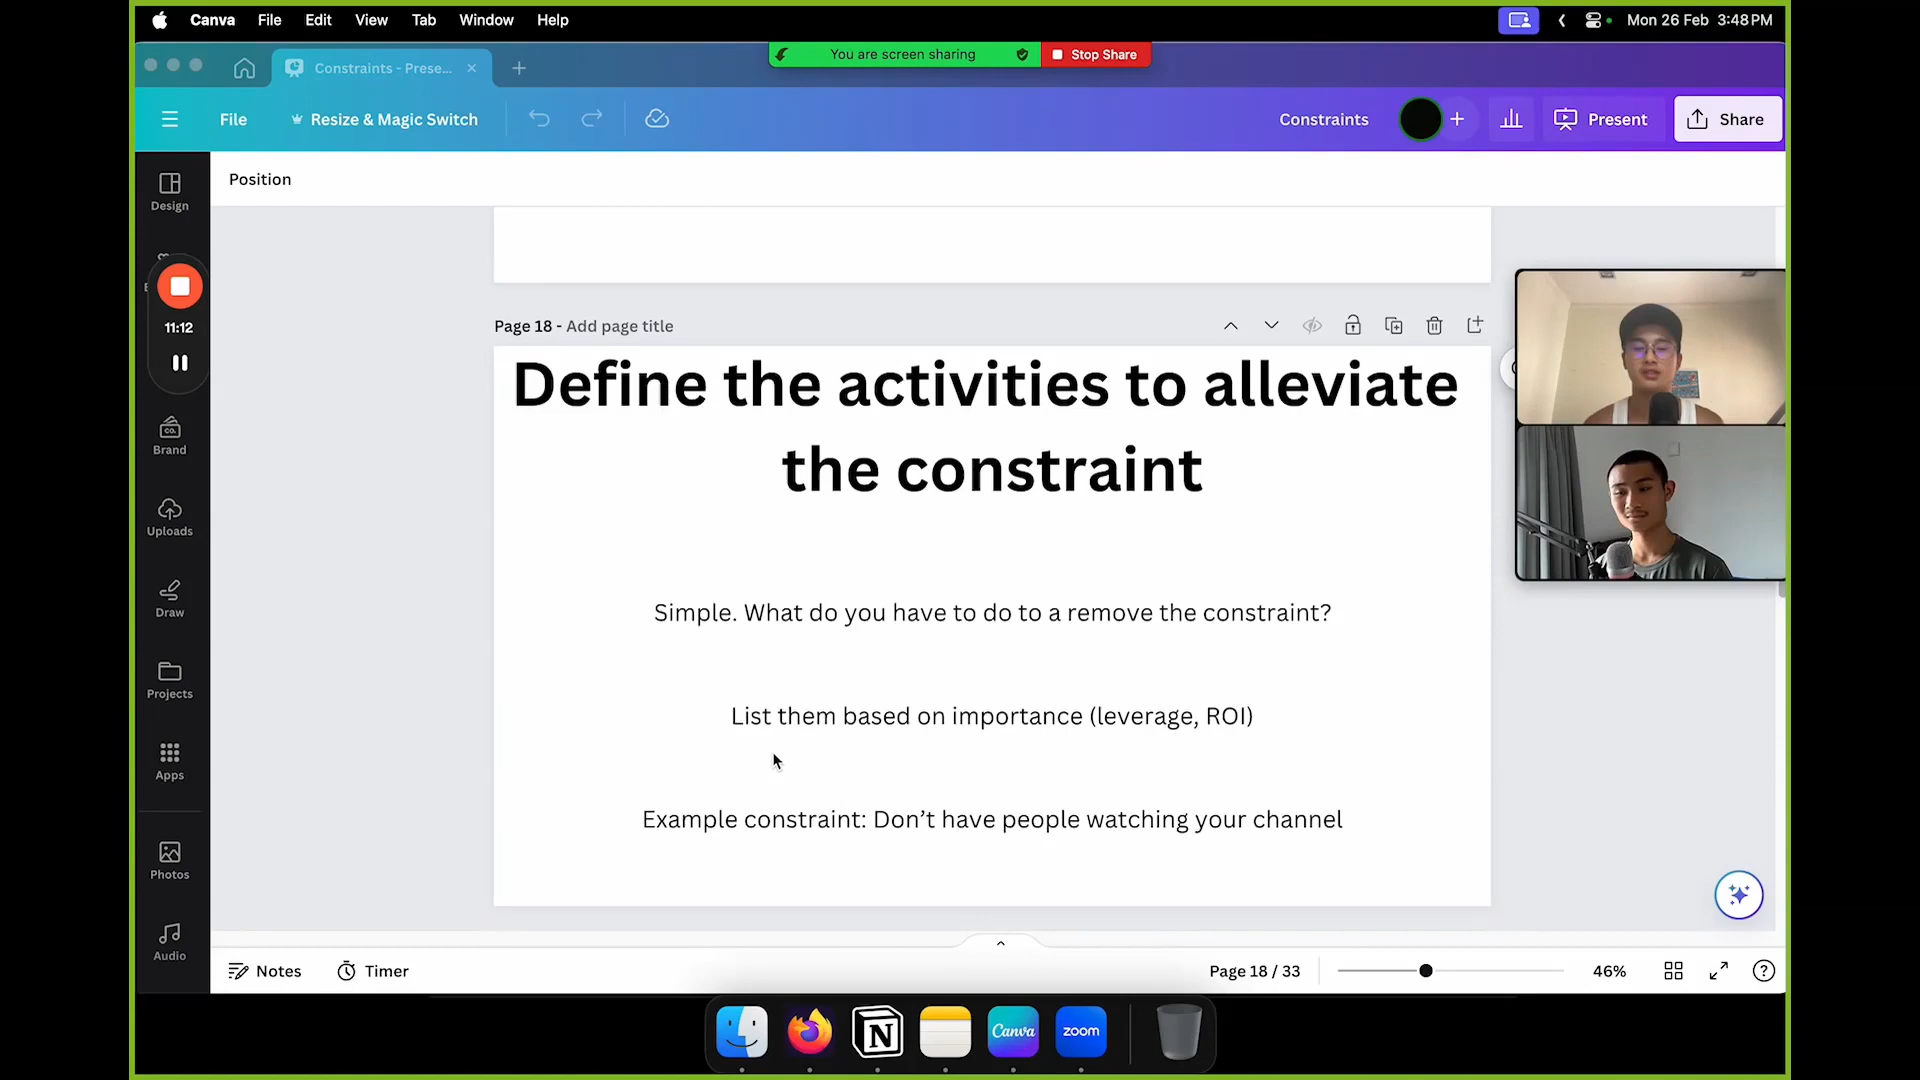 Canva File Edit View Tab Window Help
Mon 26 Feb 3:48 PM
You are screen sharing
Stop Share
Constraints - Prese...
File
Resize & Magic Switch
Constraints
Present
Share
Position
Design
11:12
Brand
Uploads
Draw
Projects
Apps
Photos
Audio
Page 18 - Add page title
Define the activities to alleviate
the constraint
Simple. What do you have to do to a remove the constraint?
List them based on importance (leverage, ROI)
Example constraint: Don’t have people watching your channel
Notes
Timer
Page 18 / 33
46%
Canva
zoom